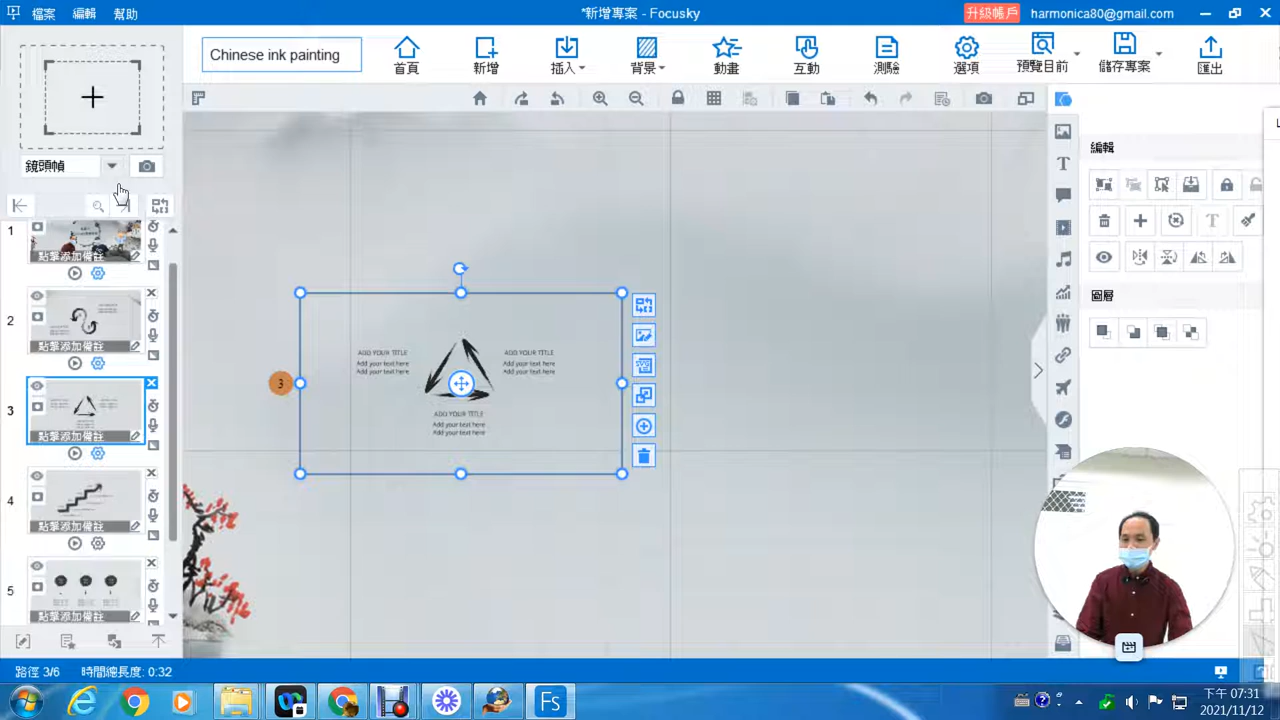 檔案 編輯 幫助
*新增專案 - Focusky
升級帳戶 harmonica80@gmail.com
Chinese ink painting
首頁 新增 插入 背景 動畫 互動 測驗 選項 預覽目前 儲存專案 匯出
鏡頭幀
編輯
圖層
1
點擊添加備註
2
點擊添加備註
3
點擊添加備註
4
點擊添加備註
5
點擊添加備註
3
ADD YOUR TITLE
Add your text here
Add your text here
ADD YOUR TITLE
Add your text here
Add your text here
ADD YOUR TITLE
Add your text here
Add your text here
路徑 3/6 時間總長度: 0:32
Fs
下午 07:31
2021/11/12